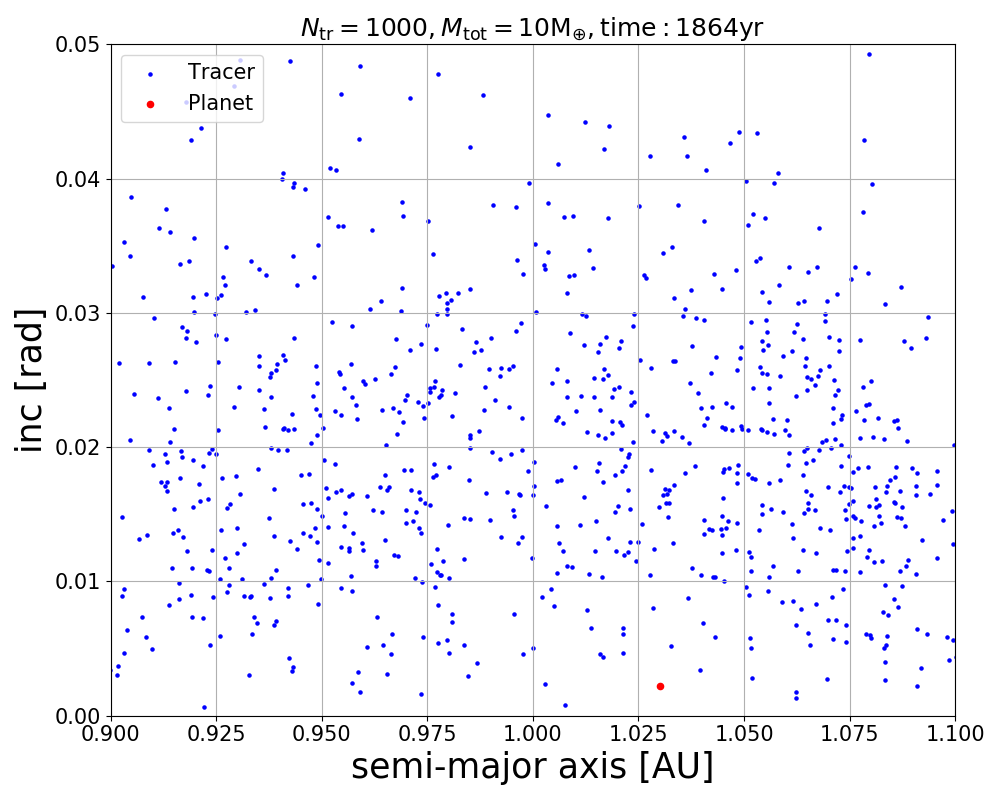 N_tr = 1000, M_tot = 10M_⊕, time : 1864yr
0.05
Tracer
Planet
0.04
0.03
0.02
0.01
0.00
inc [rad]
0.900 0.925 0.950 0.975 1.000 1.025 1.050 1.075 1.100
semi-major axis [AU]